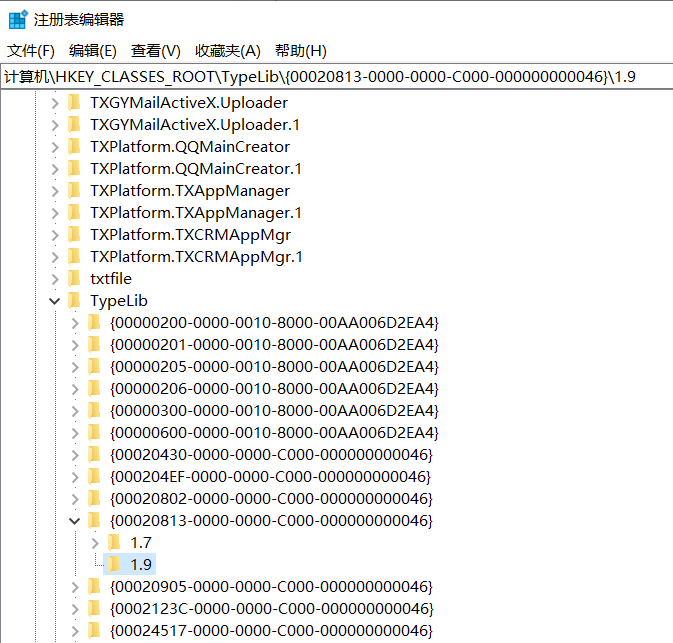 注册表编辑器
文件(F) 编辑(E) 查看(V) 收藏夹(A) 帮助(H)
计算机\HKEY_CLASSES_ROOT\TypeLib\{00020813-0000-0000-C000-000000000046}\1.9
TXGYMailActiveX.Uploader
TXGYMailActiveX.Uploader.1
TXPlatform.QQMainCreator
TXPlatform.QQMainCreator.1
TXPlatform.TXAppManager
TXPlatform.TXAppManager.1
TXPlatform.TXCRMAppMgr
TXPlatform.TXCRMAppMgr.1
txtfile
TypeLib
{00000200-0000-0010-8000-00AA006D2EA4}
{00000201-0000-0010-8000-00AA006D2EA4}
{00000205-0000-0010-8000-00AA006D2EA4}
{00000206-0000-0010-8000-00AA006D2EA4}
{00000300-0000-0010-8000-00AA006D2EA4}
{00000600-0000-0010-8000-00AA006D2EA4}
{00020430-0000-0000-C000-000000000046}
{000204EF-0000-0000-C000-000000000046}
{00020802-0000-0000-C000-000000000046}
{00020813-0000-0000-C000-000000000046}
1.7
1.9
{00020905-0000-0000-C000-000000000046}
{0002123C-0000-0000-C000-000000000046}
{00024517-0000-0000-C000-000000000046}